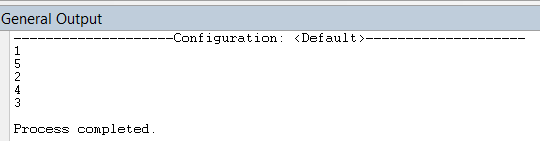 General Output
--------------------Configuration: <Default>--------------------
1
5
2
4
3
Process completed.